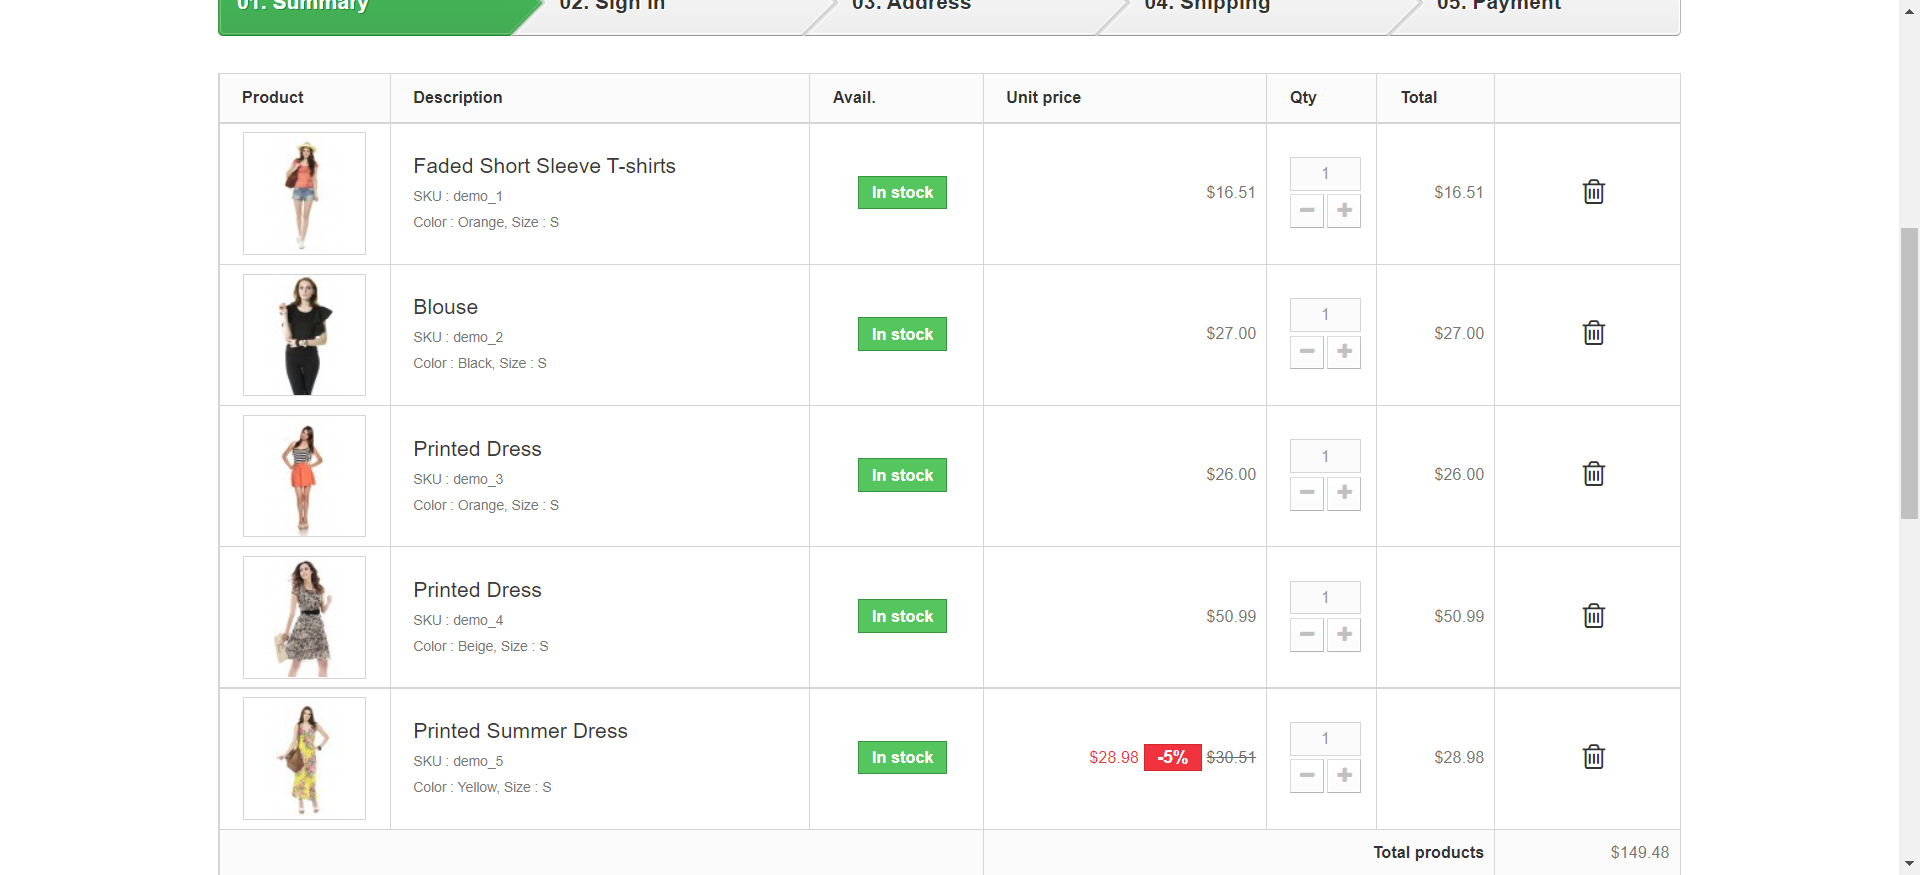 01. Summary 02. Sign in 03. Address 04. Shipping 05. Payment
Product Description Avail. Unit price Qty Total
Faded Short Sleeve T-shirts
SKU : demo_1
Color : Orange, Size : S
In stock
$16.51
1
$16.51
Blouse
SKU : demo_2
Color : Black, Size : S
In stock
$27.00
1
$27.00
Printed Dress
SKU : demo_3
Color : Orange, Size : S
In stock
$26.00
1
$26.00
Printed Dress
SKU : demo_4
Color : Beige, Size : S
In stock
$50.99
1
$50.99
Printed Summer Dress
SKU : demo_5
Color : Yellow, Size : S
In stock
$28.98 -5% $30.51
1
$28.98
Total products $149.48